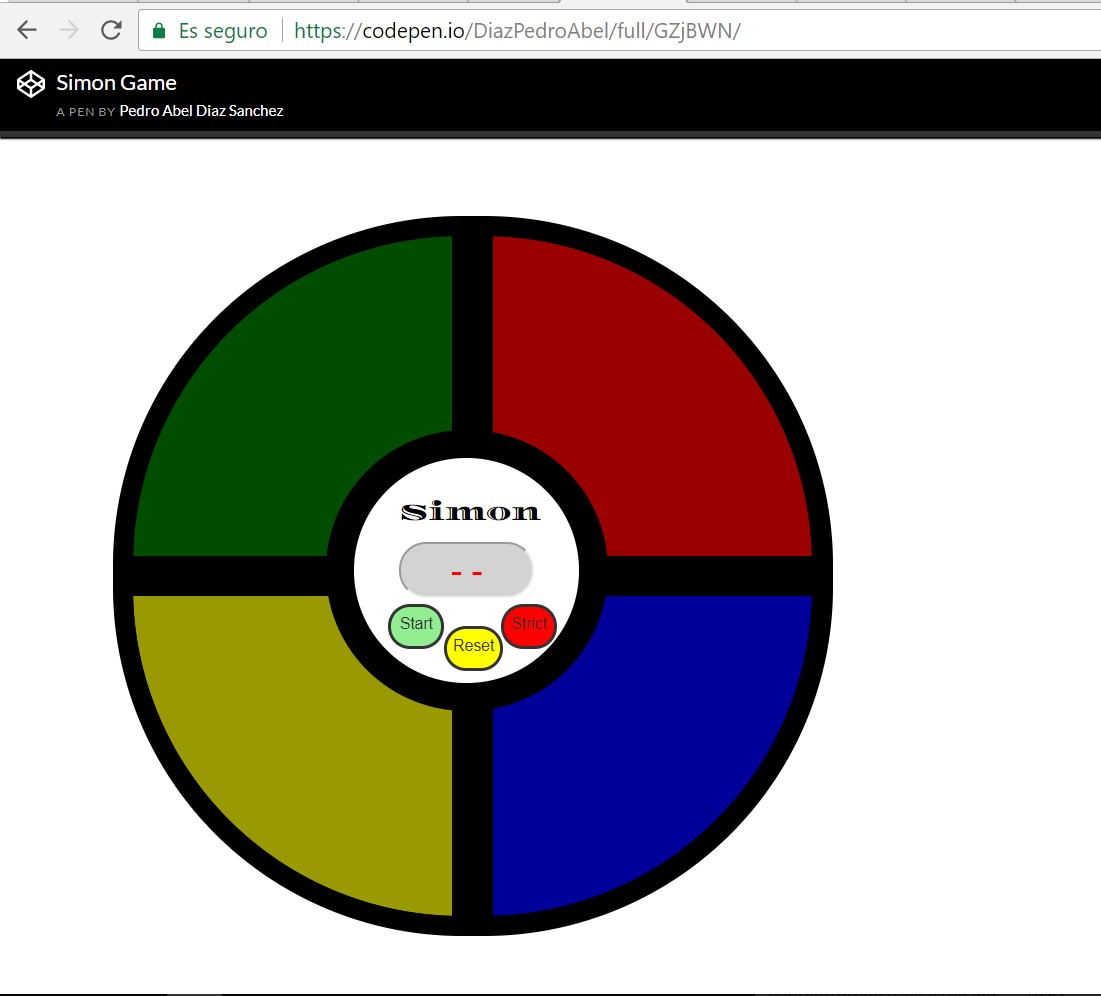 Es seguro https://codepen.io/DiazPedroAbel/full/GZjBWN/
Simon Game
A PEN BY Pedro Abel Diaz Sanchez
Simon
--
Start
Strict
Reset